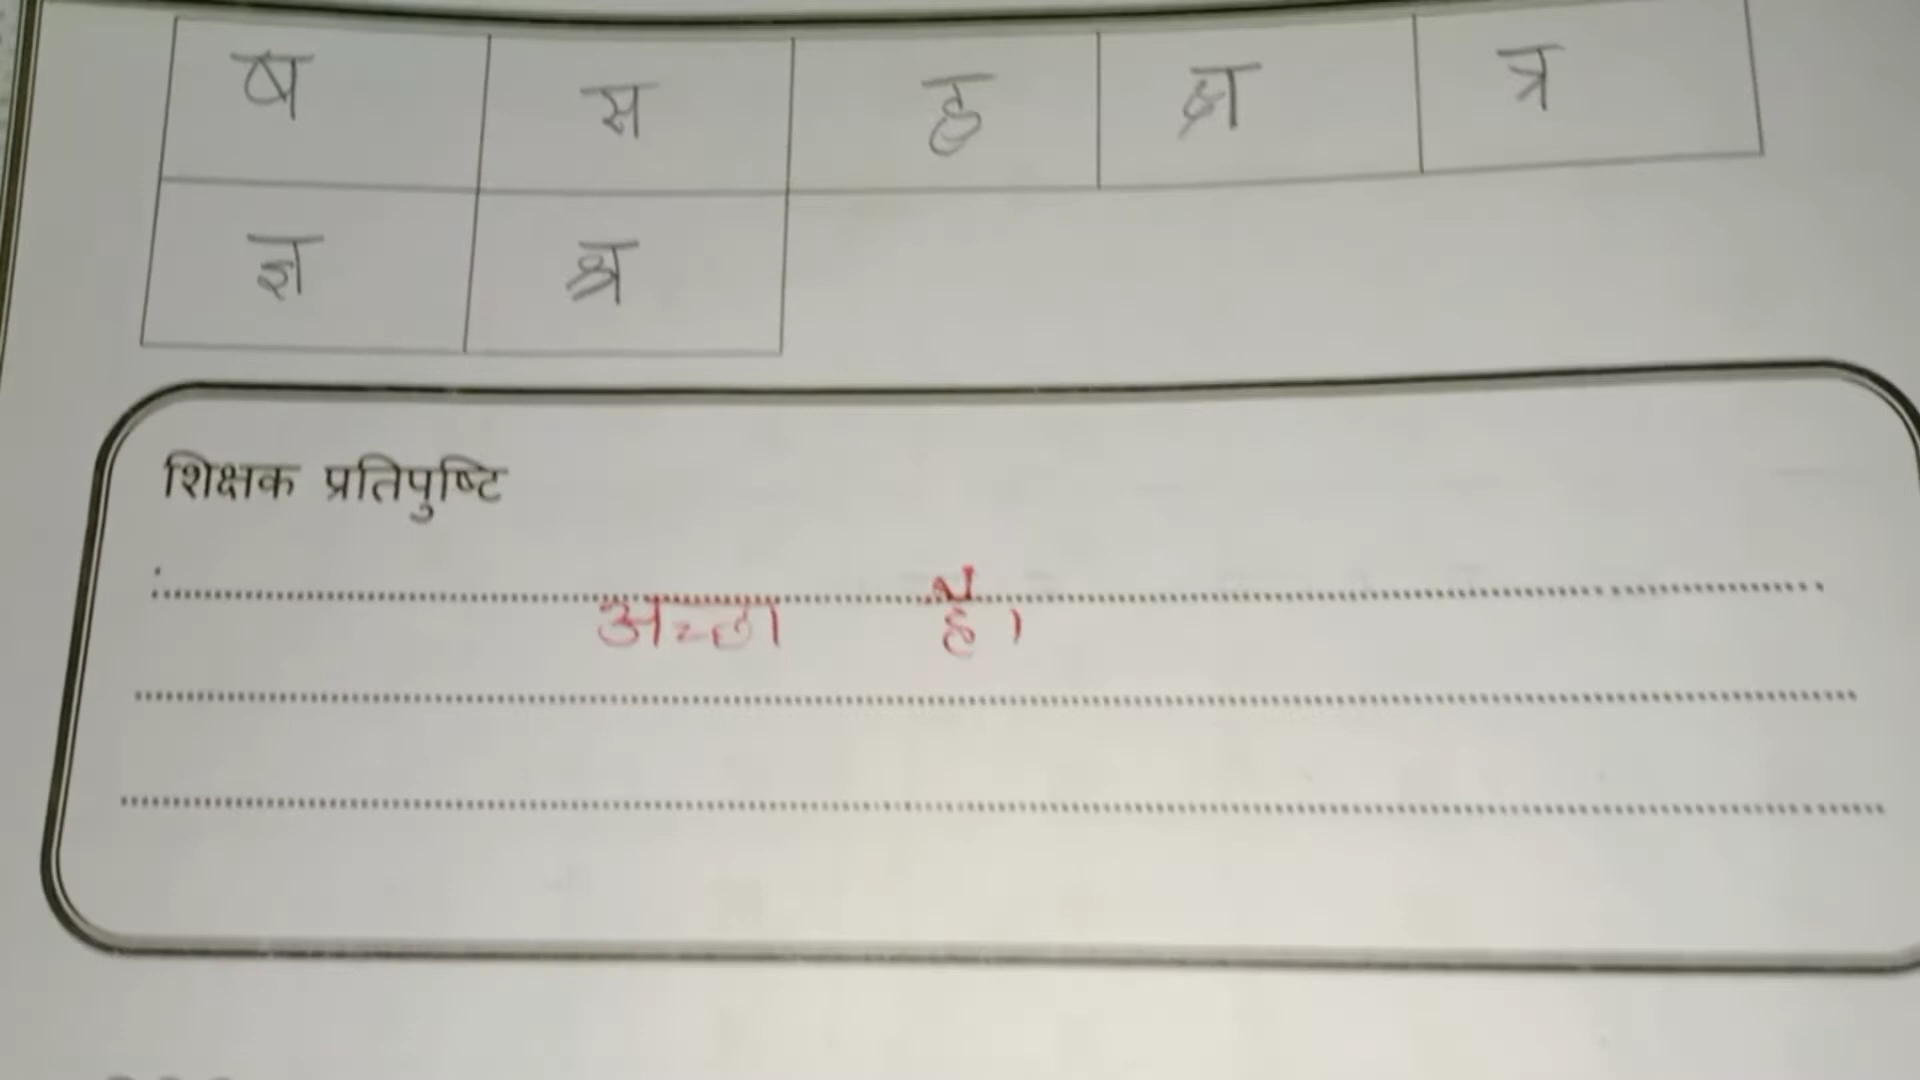 ष स ह क्ष त्र
ज्ञ श्र
शिक्षक प्रतिपुष्टि
अच्छा है।